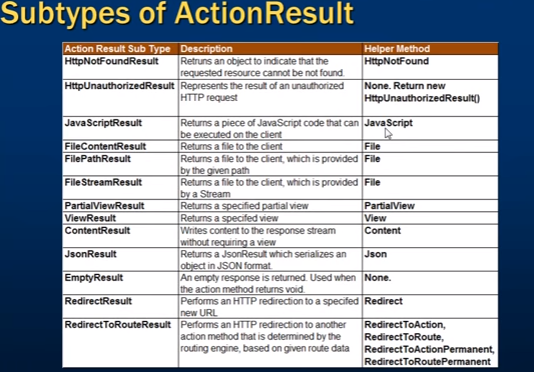 Subtypes of ActionResult
Action Result Sub Type Description Helper Method
HttpNotFoundResult Retruns an object to indicate that the HttpNotFound
requested resource cannot be not found.
HttpUnauthorizedResult Represents the result of an unauthorized None. Return new
HTTP request HttpUnauthorizedResult()
JavaScriptResult Returns a piece of JavaScript code that can JavaScript
be executed on the client
FileContentResult Returns a file to the client File
FilePathResult Returns a file to the client, which is provided File
by the given path
FileStreamResult Returns a file to the client, which is provided File
by a Stream
PartialViewResult Returns a specified partial view PartialView
ViewResult Returns a specifed view View
ContentResult Writes content to the response stream Content
without requiring a view
JsonResult Returns a JsonResult which serializes an Json
object in JSON format.
EmptyResult An empty response is returned. Used when None.
the action method returns void.
RedirectResult Performs an HTTP redirection to a specifed Redirect
new URL
RedirectToRouteResult Performs an HTTP redirection to another RedirectToAction,
action method that is determined by the RedirectToRoute,
routing engine, based on given route data RedirectToActionPermanent,
RedirectToRoutePermanent